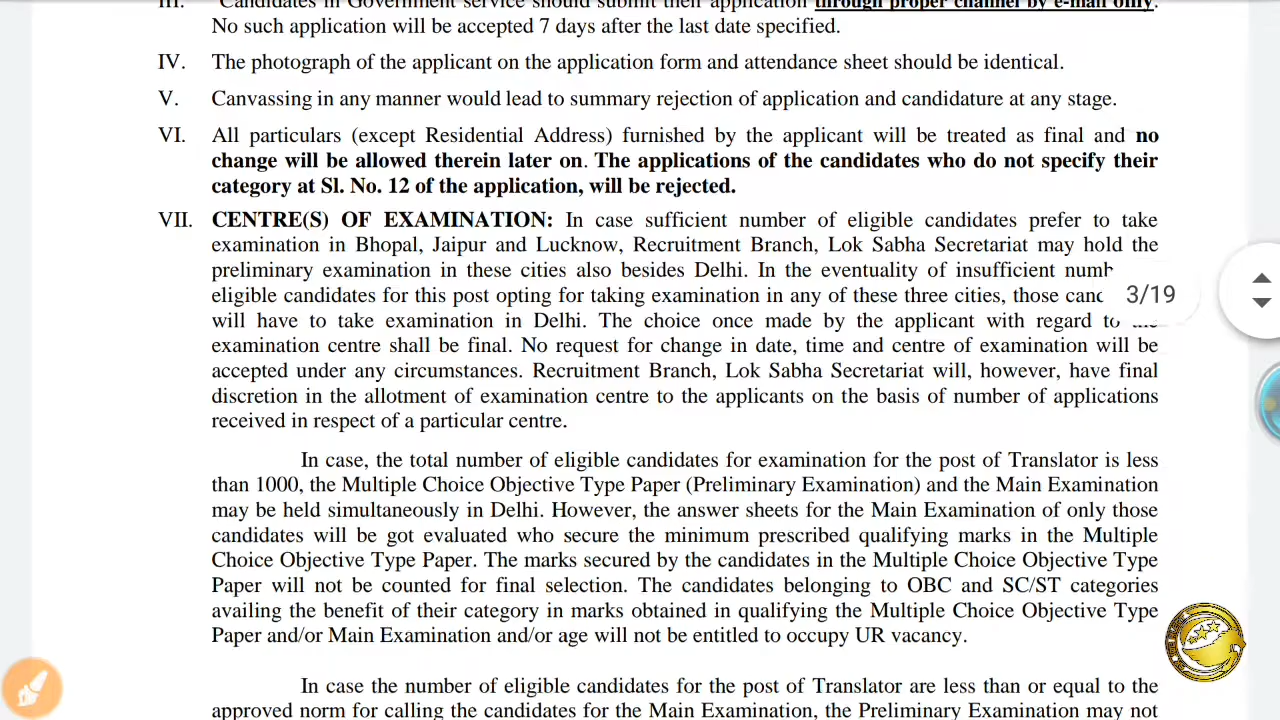 III. Candidates in Government service should submit their application through proper channel by e-mail only.
No such application will be accepted 7 days after the last date specified.
IV. The photograph of the applicant on the application form and attendance sheet should be identical.
V. Canvassing in any manner would lead to summary rejection of application and candidature at any stage.
VI. All particulars (except Residential Address) furnished by the applicant will be treated as final and no
change will be allowed therein later on. The applications of the candidates who do not specify their
category at Sl. No. 12 of the application, will be rejected.
VII. CENTRE(S) OF EXAMINATION: In case sufficient number of eligible candidates prefer to take
examination in Bhopal, Jaipur and Lucknow, Recruitment Branch, Lok Sabha Secretariat may hold the
preliminary examination in these cities also besides Delhi. In the eventuality of insufficient
eligible candidates for this post opting for taking examination in any of these three cities, those
3/19
will have to take examination in Delhi. The choice once made by the applicant with regard to
examination centre shall be final. No request for change in date, time and centre of examination will be
accepted under any circumstances. Recruitment Branch, Lok Sabha Secretariat will, however, have final
discretion in the allotment of examination centre to the applicants on the basis of number of applications
received in respect of a particular centre.
In case, the total number of eligible candidates for examination for the post of Translator is less
than 1000, the Multiple Choice Objective Type Paper (Preliminary Examination) and the Main Examination
may be held simultaneously in Delhi. However, the answer sheets for the Main Examination of only those
candidates will be got evaluated who secure the minimum prescribed qualifying marks in the Multiple
Choice Objective Type Paper. The marks secured by the candidates in the Multiple Choice Objective Type
Paper will not be counted for final selection. The candidates belonging to OBC and SC/ST categories
availing the benefit of their category in marks obtained in qualifying the Multiple Choice Objective Type
Paper and/or Main Examination and/or age will not be entitled to occupy UR vacancy.
In case the number of eligible candidates for the post of Translator are less than or equal to the
approved norm for calling the candidates for the Main Examination, the Preliminary Examination may not